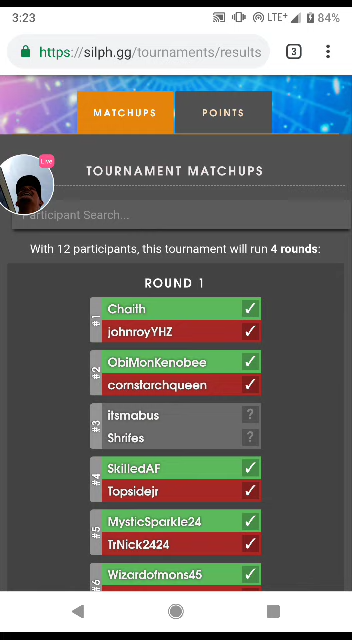 3:23
LTE+ 84%
https://silph.gg/tournaments/results
3
MATCHUPS
POINTS
Live
TOURNAMENT MATCHUPS
Participant Search...
With 12 participants, this tournament will run 4 rounds:
ROUND 1
#1
Chaith
johnroyYHZ
#2
ObiMonKenobee
cornstarchqueen
#3
itsmabus ?
Shrifes ?
#4
SkilledAF
Topsidejr
#5
MysticSparkle24
TrNick2424
#6
Wizardofmons45